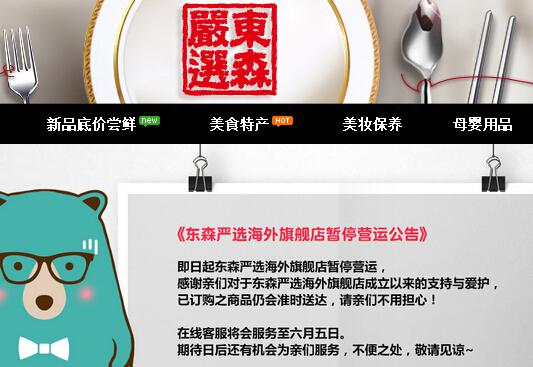 東森
嚴選
新品底价尝鲜 new
美食特产 HOT
美妆保养
母婴用品
《东森严选海外旗舰店暂停营运公告》
即日起东森严选海外旗舰店暂停营运，
感谢亲们对于东森严选海外旗舰店成立以来的支持与爱护，
已订购之商品仍会准时送达，请亲们不用担心！
在线客服将会服务至六月五日。
期待日后还有机会为亲们服务，不便之处，敬请见谅~